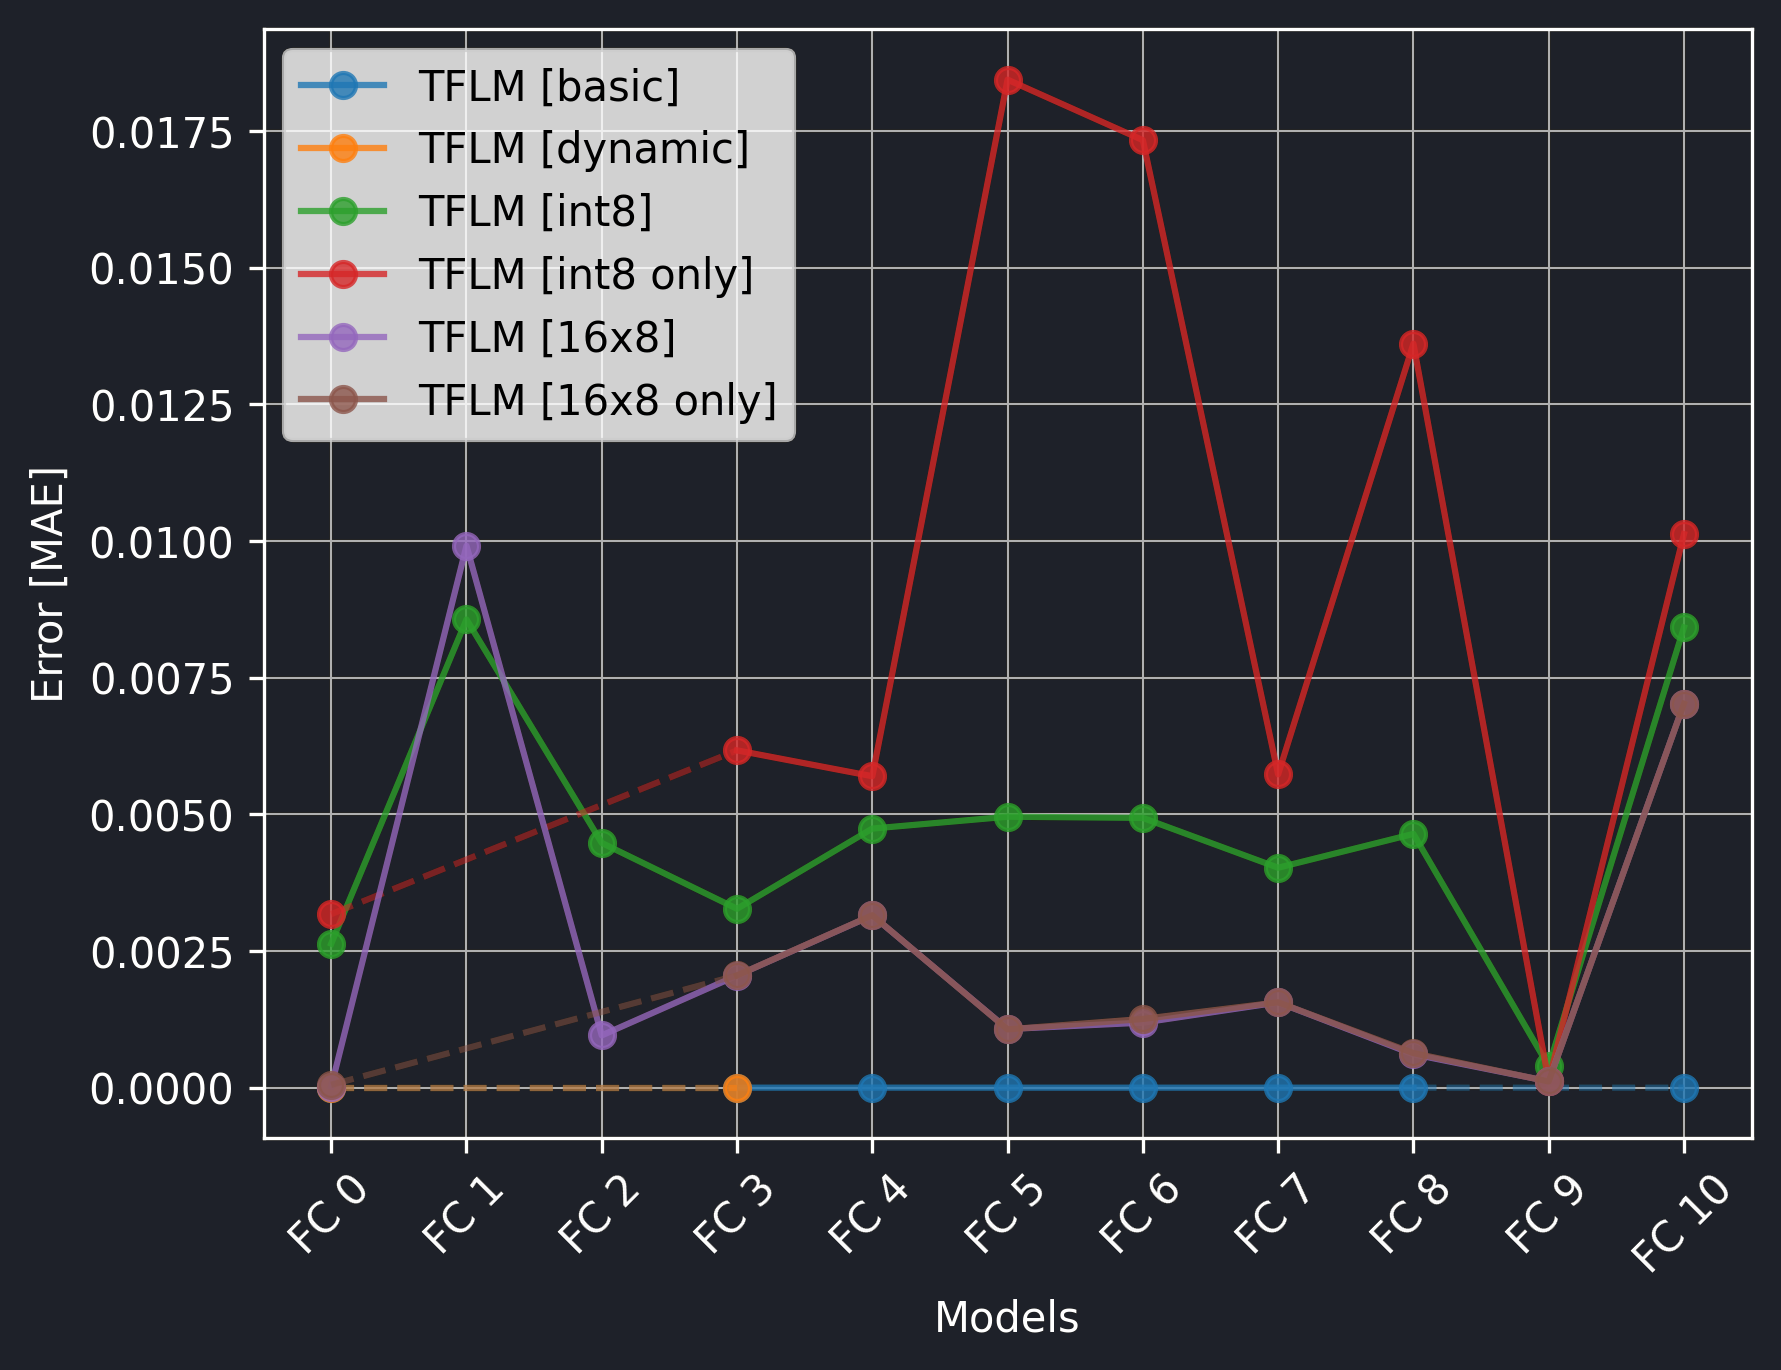 TFLM [basic]
TFLM [dynamic]
TFLM [int8]
TFLM [int8 only]
TFLM [16x8]
TFLM [16x8 only]
Error [MAE]
0.0175
0.0150
0.0125
0.0100
0.0075
0.0050
0.0025
0.0000
FC 0
FC 1
FC 2
FC 3
FC 4
FC 5
FC 6
FC 7
FC 8
FC 9
FC 10
Models